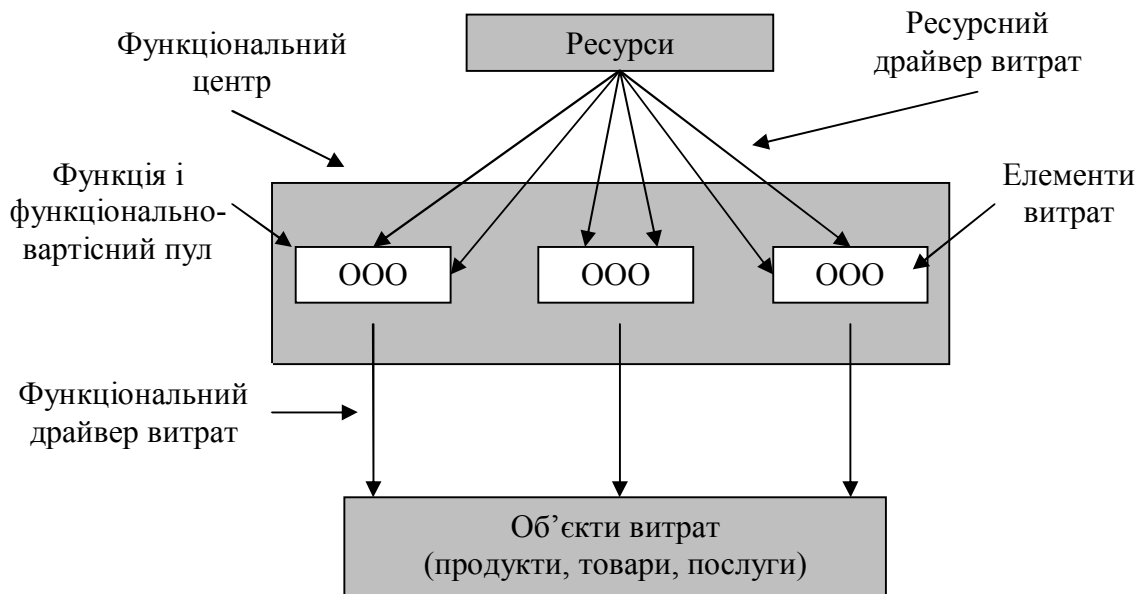 Функціональний
центр
Ресурси
Ресурсний
драйвер витрат
Функція і
функціонально-
вартісний пул
Елементи
витрат
ООО
ООО
ООО
Функціональний
драйвер витрат
Об’єкти витрат
(продукти, товари, послуги)